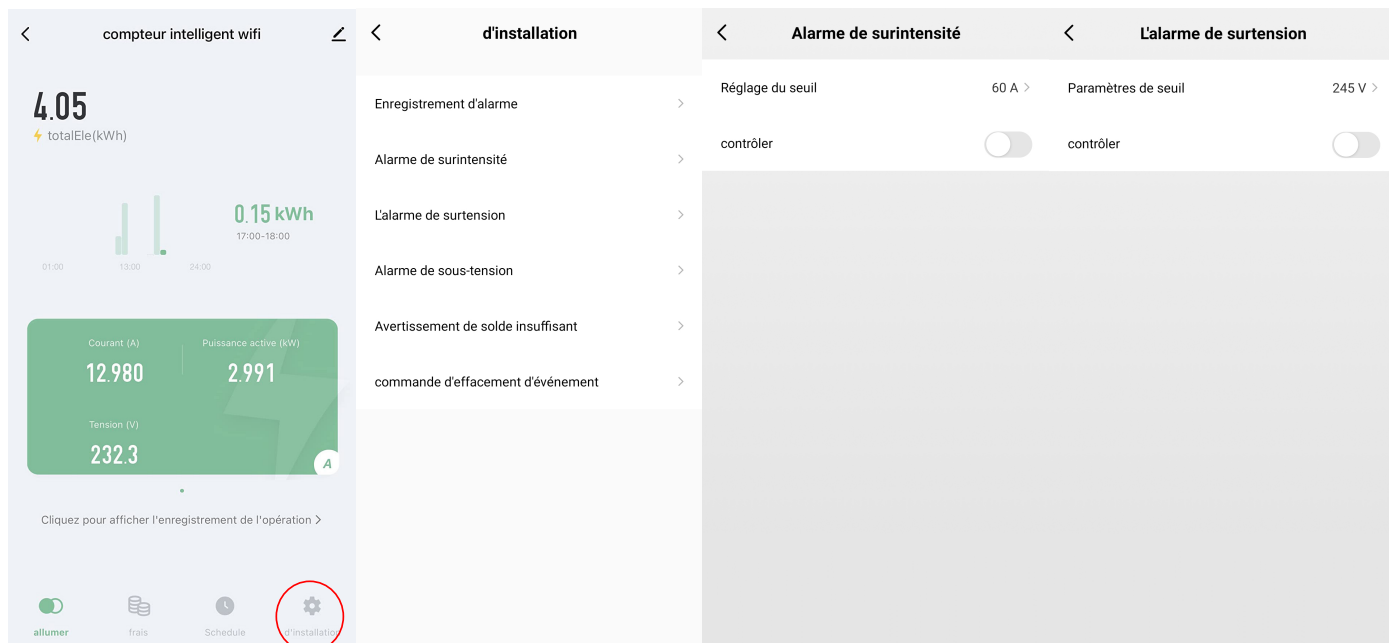 compteur intelligent wifi
4.05
totalEle(kWh)
0.15 kWh
17:00-18:00
01:00 13:00 24:00
Courant (A) Puissance active (kW)
12.980 2.991
Tension (V)
232.3
A
Cliquez pour afficher l'enregistrement de l'opération >
allumer frais Schedule d'installation
d'installation
Enregistrement d'alarme
Alarme de surintensité
L'alarme de surtension
Alarme de sous-tension
Avertissement de solde insuffisant
commande d'effacement d'événement
Alarme de surintensité
Réglage du seuil 60 A
contrôler
L'alarme de surtension
Paramètres de seuil 245 V
contrôler